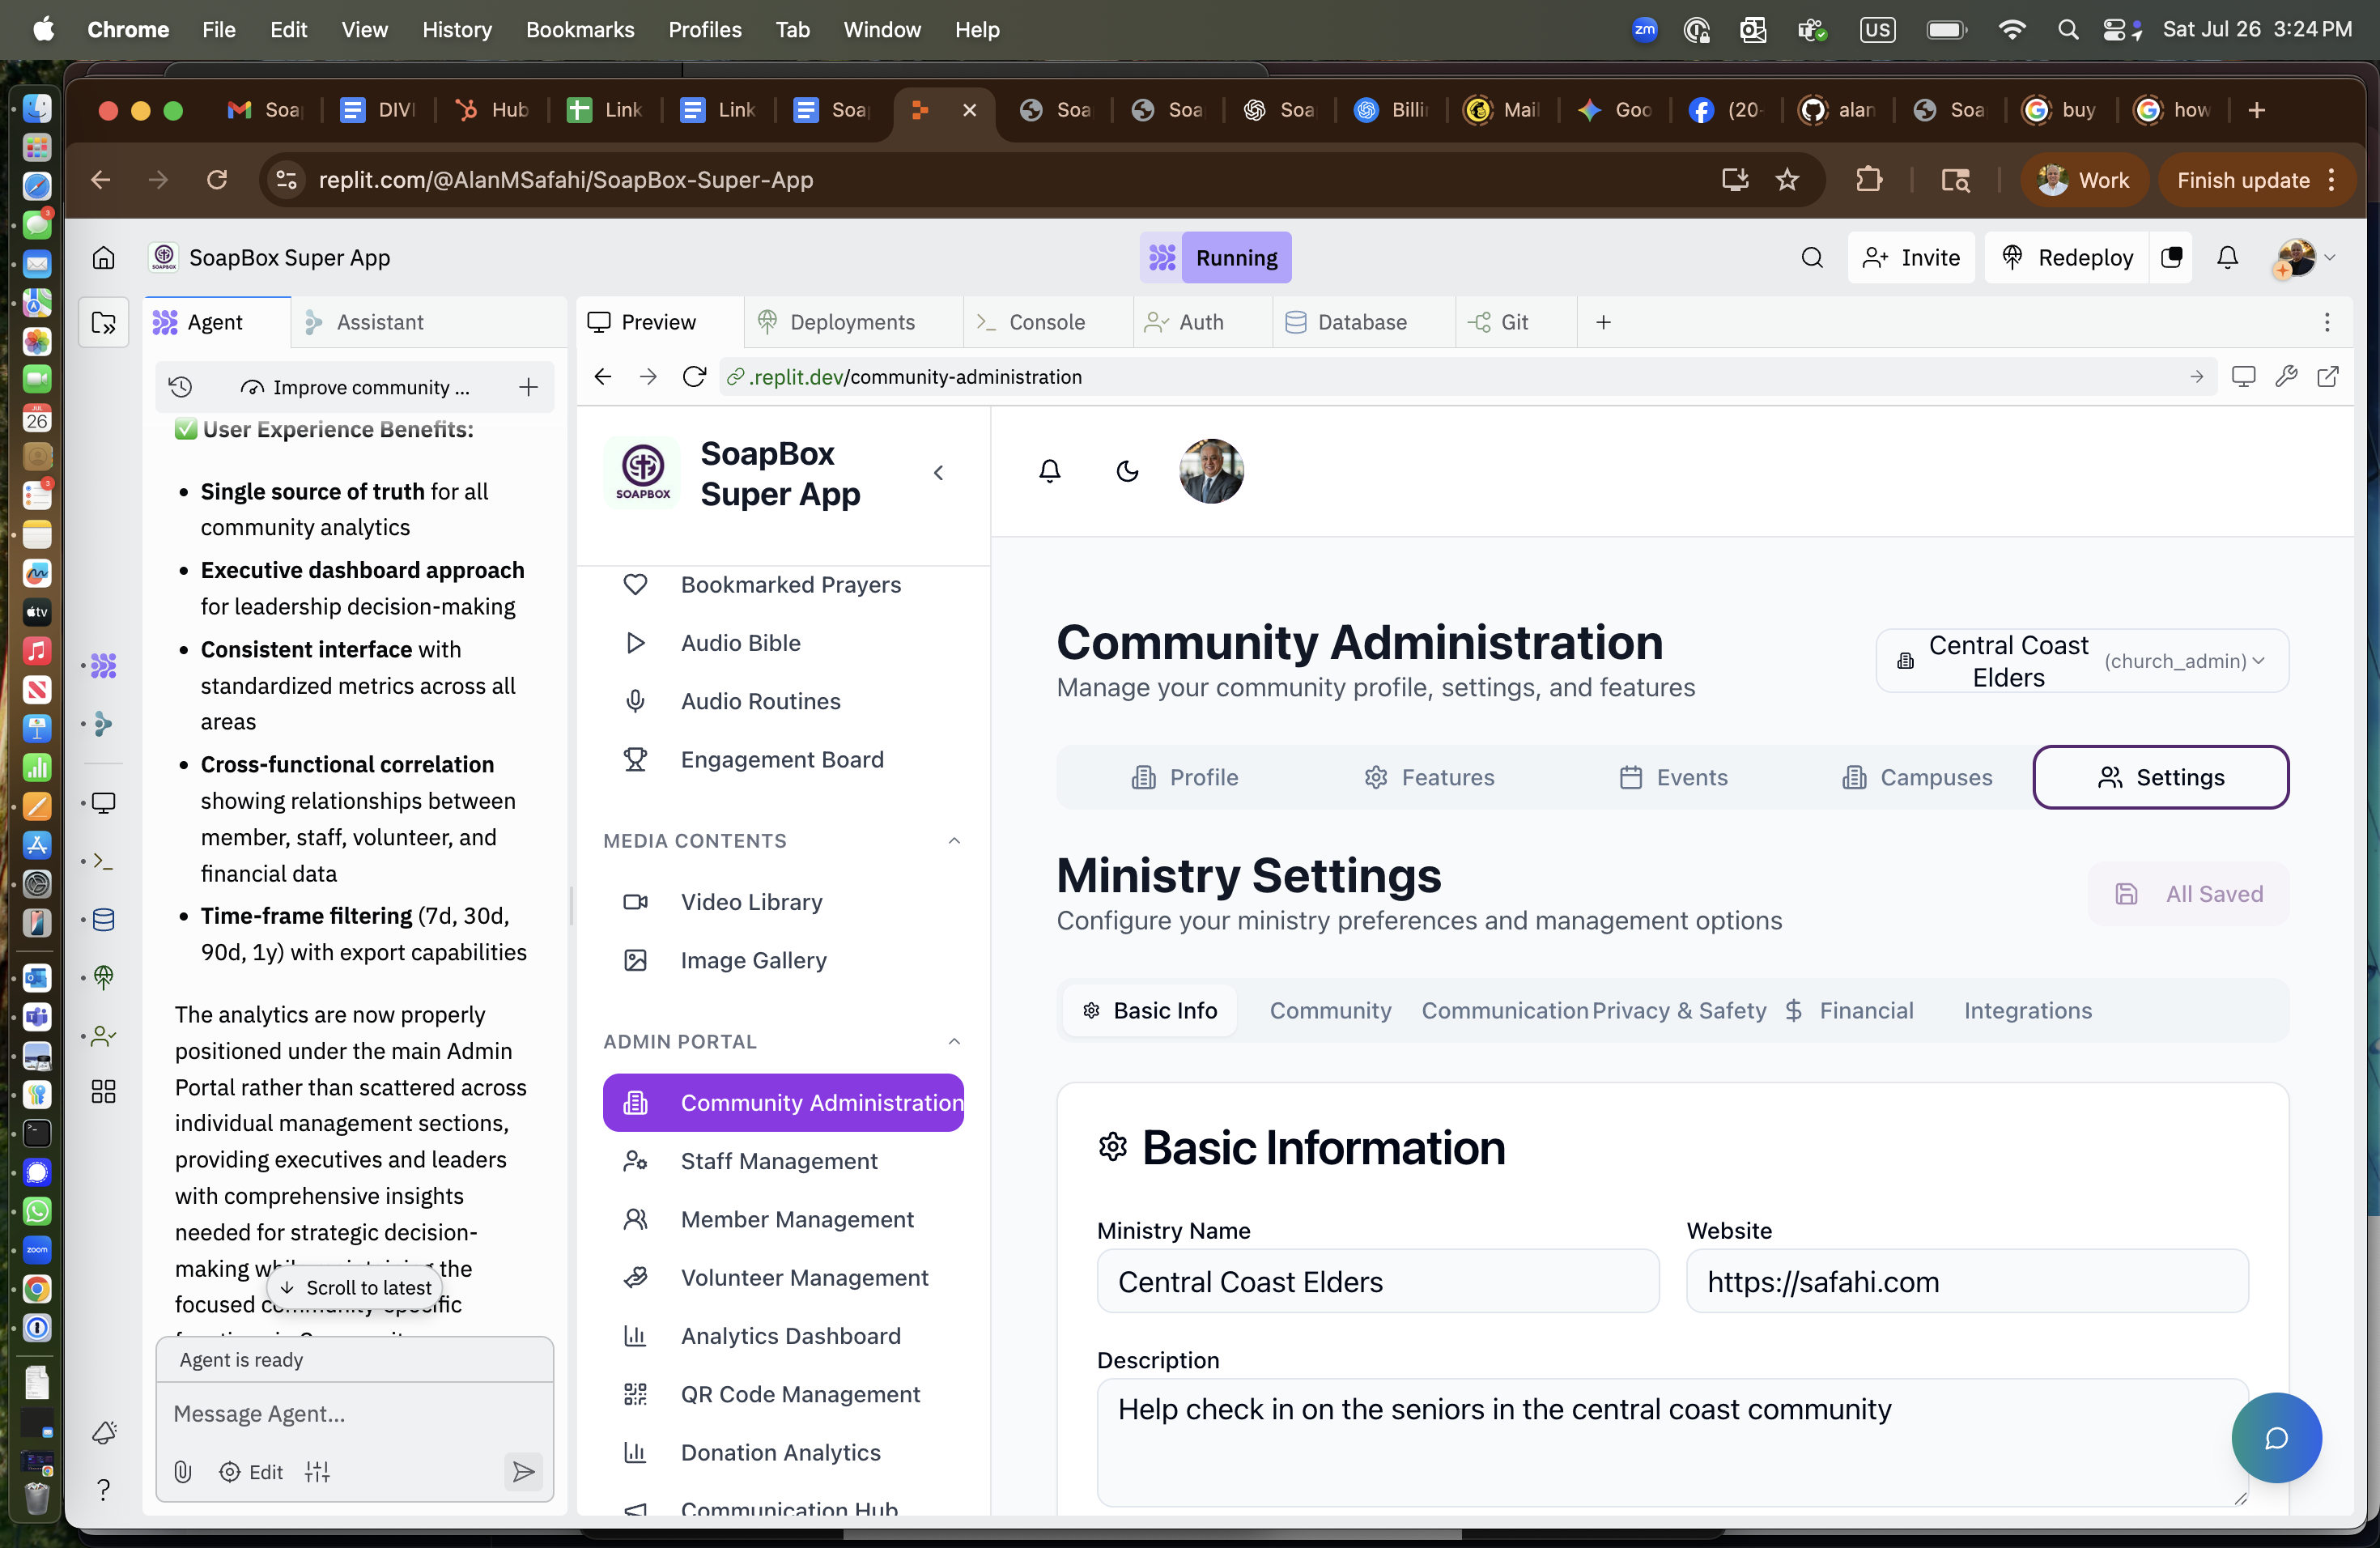 Chrome File Edit View History Bookmarks Profiles Tab Window Help
zm US Sat Jul 26 3:24 PM
Soa DIVI Hub Link Link Soa Soa Soa Soa Billi Mail Goo (20- alan Soa buy how
replit.com/@AlanMSafahi/SoapBox-Super-App
Work Finish update
SoapBox Super App
Running
Invite Redeploy
Agent Assistant
Preview Deployments Console Auth Database Git
Improve community ...
.replit.dev/community-administration
✅ User Experience Benefits:
• Single source of truth for all
community analytics
• Executive dashboard approach
for leadership decision-making
• Consistent interface with
standardized metrics across all
areas
• Cross-functional correlation
showing relationships between
member, staff, volunteer, and
financial data
• Time-frame filtering (7d, 30d,
90d, 1y) with export capabilities
The analytics are now properly
positioned under the main Admin
Portal rather than scattered across
individual management sections,
providing executives and leaders
with comprehensive insights
needed for strategic decision-
making the
focused
Scroll to latest
Agent is ready
Message Agent...
Edit
SOAPBOX
SoapBox
Super App
Bookmarked Prayers
Audio Bible
Audio Routines
Engagement Board
MEDIA CONTENTS
Video Library
Image Gallery
ADMIN PORTAL
Community Administration
Staff Management
Member Management
Volunteer Management
Analytics Dashboard
QR Code Management
Donation Analytics
Communication Hub
Community Administration
Manage your community profile, settings, and features
Central Coast
Elders
(church_admin)
Profile Features Events Campuses Settings
Ministry Settings
Configure your ministry preferences and management options
All Saved
Basic Info Community Communication Privacy & Safety $ Financial Integrations
Basic Information
Ministry Name
Central Coast Elders
Website
https://safahi.com
Description
Help check in on the seniors in the central coast community
JUL
26
tv
zoom
3
3